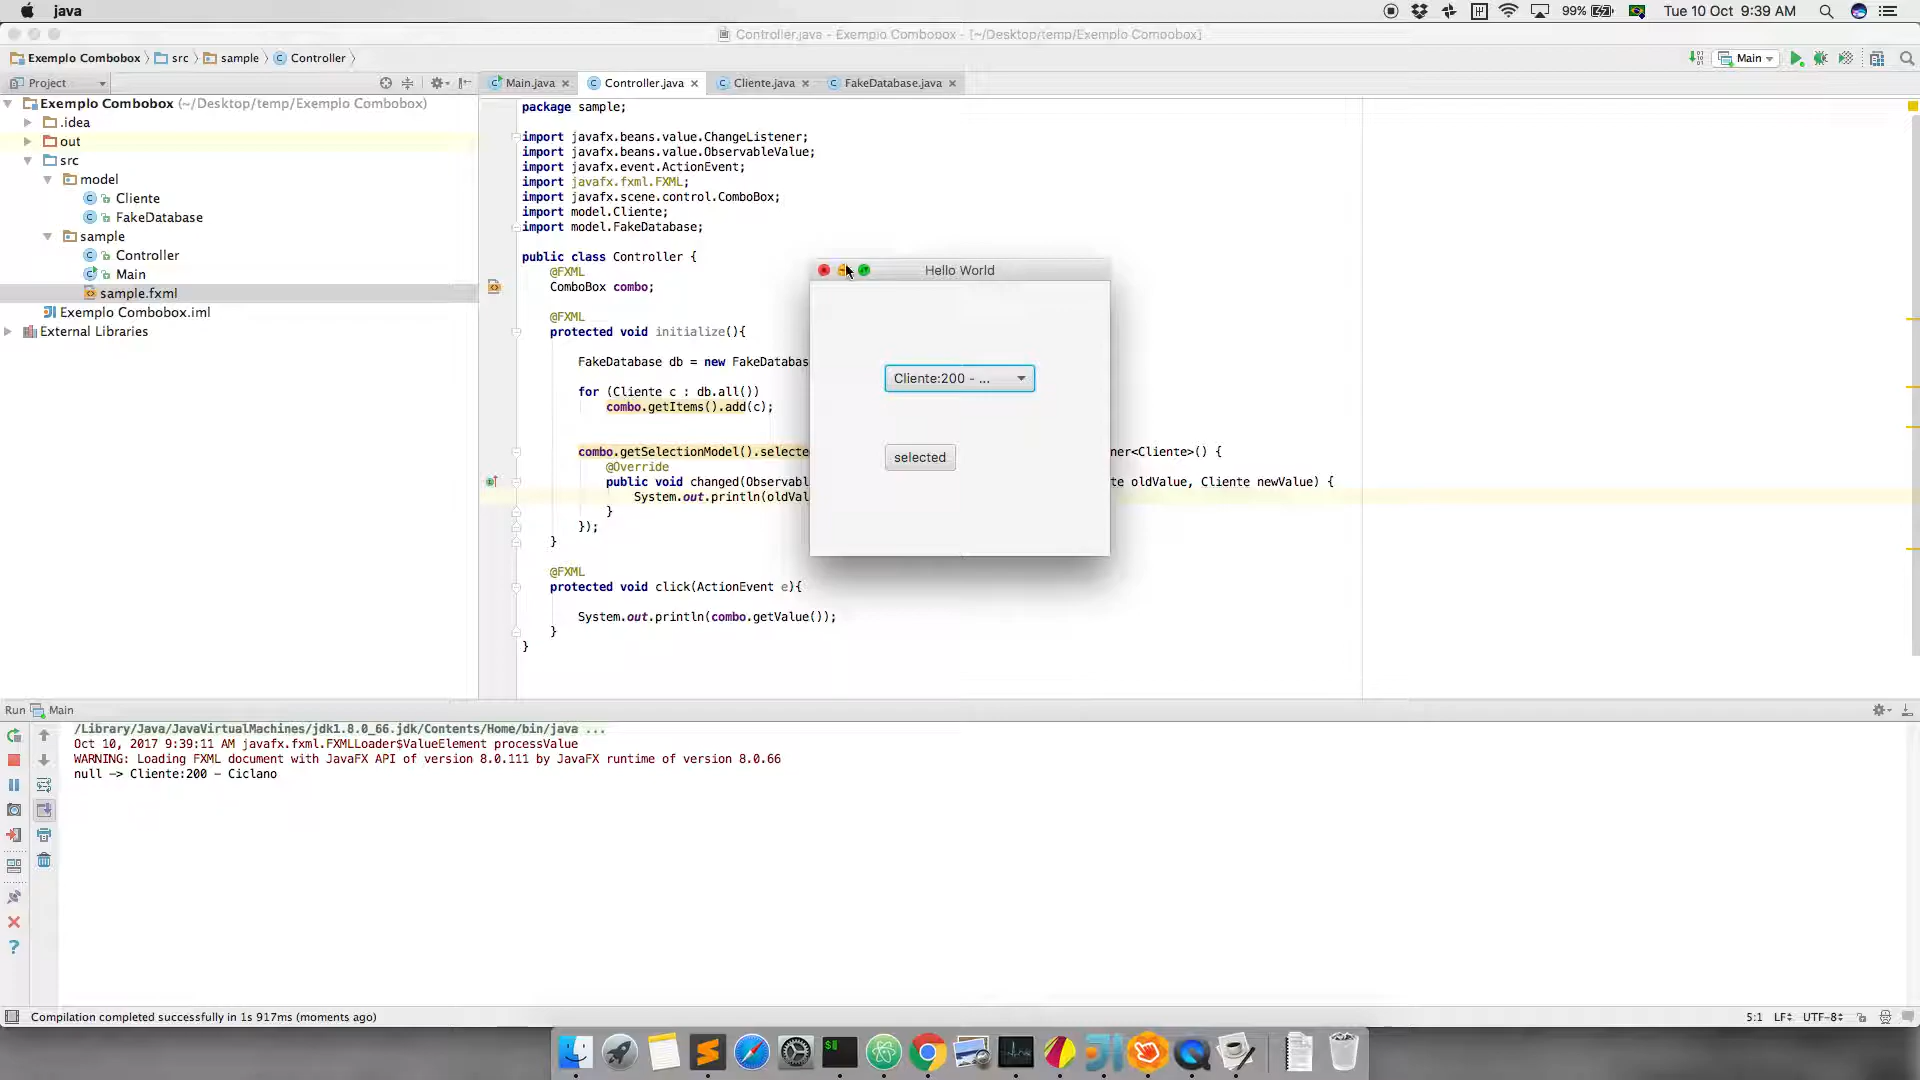 java
99%
Tue 10 Oct 9:39 AM
Controller.java - Exemplo Combobox - [~/Desktop/temp/Exemplo Combobox]
Exemplo Combobox
src
sample
Controller
Main
Project
Main.java
Controller.java
Cliente.java
FakeDatabase.java
Exemplo Combobox (~/Desktop/temp/Exemplo Combobox)
.idea
out
src
model
Cliente
FakeDatabase
sample
Controller
Main
sample.fxml
Exemplo Combobox.iml
External Libraries
package sample;
import javafx.beans.value.ChangeListener;
import javafx.beans.value.ObservableValue;
import javafx.event.ActionEvent;
import javafx.fxml.FXML;
import javafx.scene.control.ComboBox;
import model.Cliente;
import model.FakeDatabase;
public class Controller {
@FXML
ComboBox combo;
@FXML
protected void initialize(){
FakeDatabase db = new FakeDatabas
for (Cliente c : db.all())
combo.getItems().add(c);
combo.getSelectionModel().selecte
ner<Cliente>() {
@Override
public void changed(Observabl
te oldValue, Cliente newValue) {
System.out.println(oldVal
}
});
}
@FXML
protected void click(ActionEvent e){
System.out.println(combo.getValue());
}
}
Hello World
Cliente:200 - ...
selected
Run
Main
/Library/Java/JavaVirtualMachines/jdk1.8.0_66.jdk/Contents/Home/bin/java ...
Oct 10, 2017 9:39:11 AM javafx.fxml.FXMLLoader$ValueElement processValue
WARNING: Loading FXML document with JavaFX API of version 8.0.111 by JavaFX runtime of version 8.0.66
null -> Cliente:200 - Ciclano
Compilation completed successfully in 1s 917ms (moments ago)
5:1
LF
UTF-8